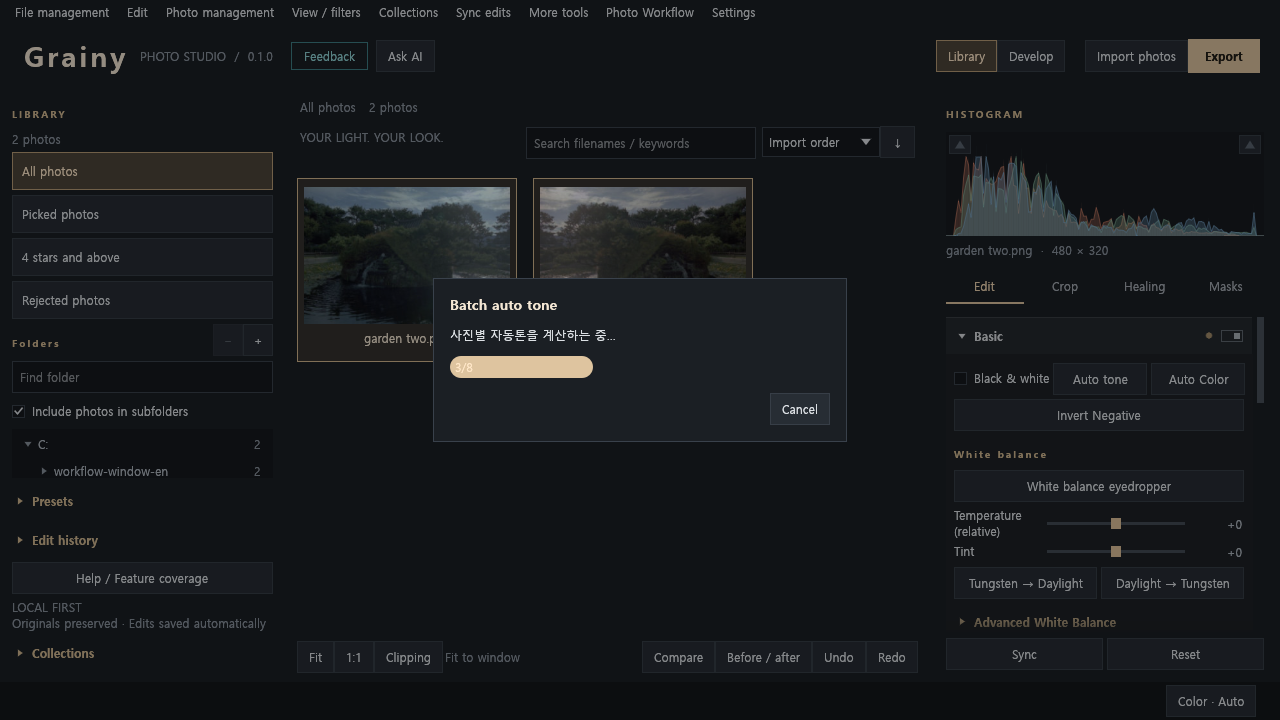 File management Edit Photo management View / filters Collections Sync edits More tools Photo Workflow Settings
Grainy PHOTO STUDIO / 0.1.0 Feedback Ask AI Library Develop Import photos Export
LIBRARY
2 photos
All photos
Picked photos
4 stars and above
Rejected photos
Folders − +
Find folder
Include photos in subfolders
C: 2
workflow-window-en 2
Presets
Edit history
Help / Feature coverage
LOCAL FIRST
Originals preserved · Edits saved automatically
Collections
All photos 2 photos
YOUR LIGHT. YOUR LOOK. Search filenames / keywords Import order ↓
garden two.p
Batch auto tone
사진별 자동톤을 계산하는 중...
3/8
Cancel
Fit 1:1 Clipping Fit to window Compare Before / after Undo Redo
HISTOGRAM
garden two.png · 480 × 320
Edit Crop Healing Masks
Basic
Black & white Auto tone Auto Color
Invert Negative
White balance
White balance eyedropper
Temperature
(relative) +0
Tint +0
Tungsten → Daylight Daylight → Tungsten
Advanced White Balance
Sync Reset
Color · Auto